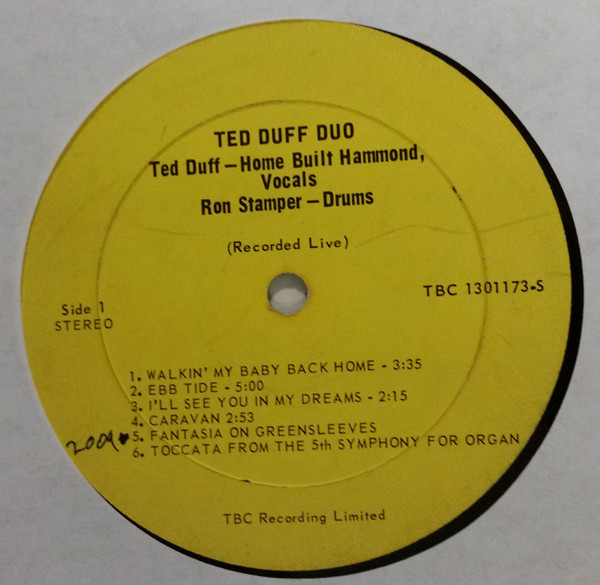 TED DUFF DUO
Ted Duff — Home Built Hammond,
Vocals
Ron Stamper — Drums
(Recorded Live)
TBC 1301173-S
Side 1
STEREO
1. WALKIN' MY BABY BACK HOME - 3:35
2. EBB TIDE - 5:00
3. I'LL SEE YOU IN MY DREAMS - 2:15
4. CARAVAN 2:53
5. FANTASIA ON GREENSLEEVES
6. TOCCATA FROM THE 5th SYMPHONY FOR ORGAN
TBC Recording Limited